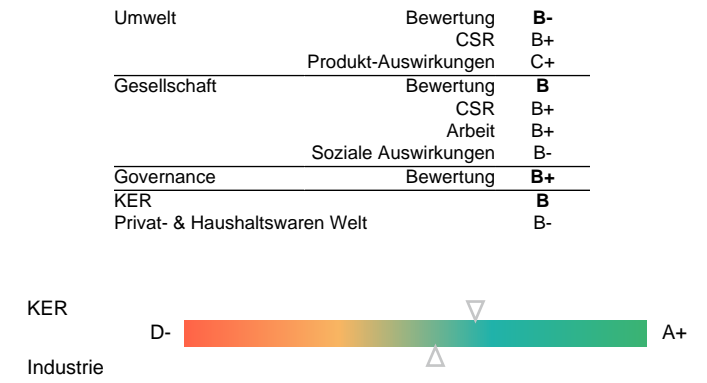 Umwelt Bewertung B-
CSR B+
Produkt-Auswirkungen C+
Gesellschaft Bewertung B
CSR B+
Arbeit B+
Soziale Auswirkungen B-
Governance Bewertung B+
KER B
Privat- & Haushaltswaren Welt B-
KER
D- A+
Industrie